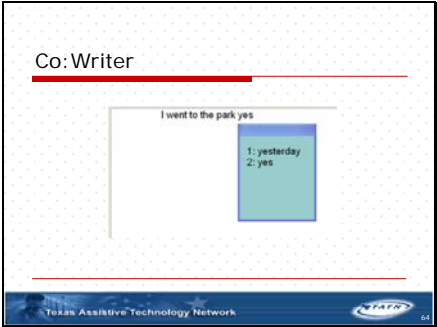 Co:Writer
I went to the park yes
1: yesterday
2: yes
Texas Assistive Technology Network
TATN
64